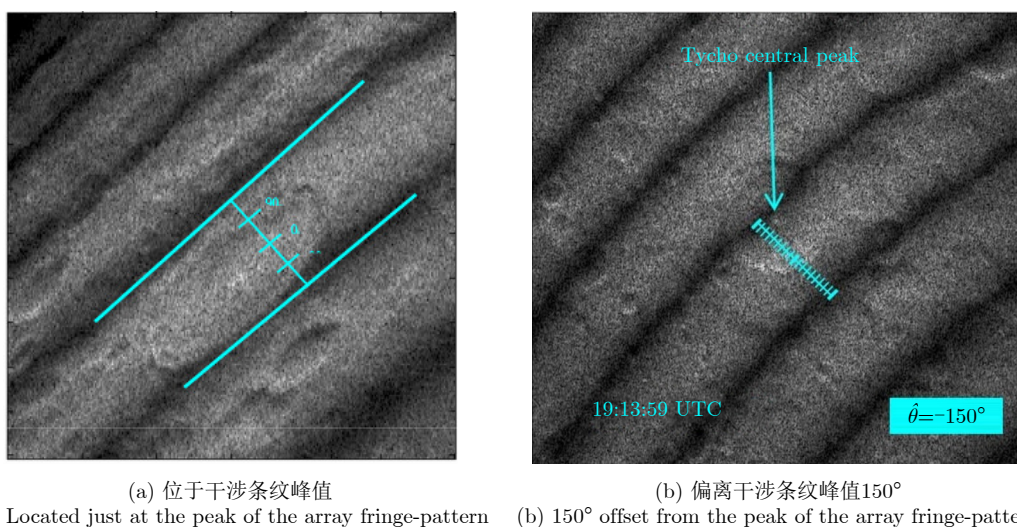 90
0
Tycho central peak
19:13:59 UTC
θ̂=−150°
(a) 位于干涉条纹峰值
Located just at the peak of the array fringe-pattern
(b) 偏离干涉条纹峰值150°
(b) 150° offset from the peak of the array fringe-patte